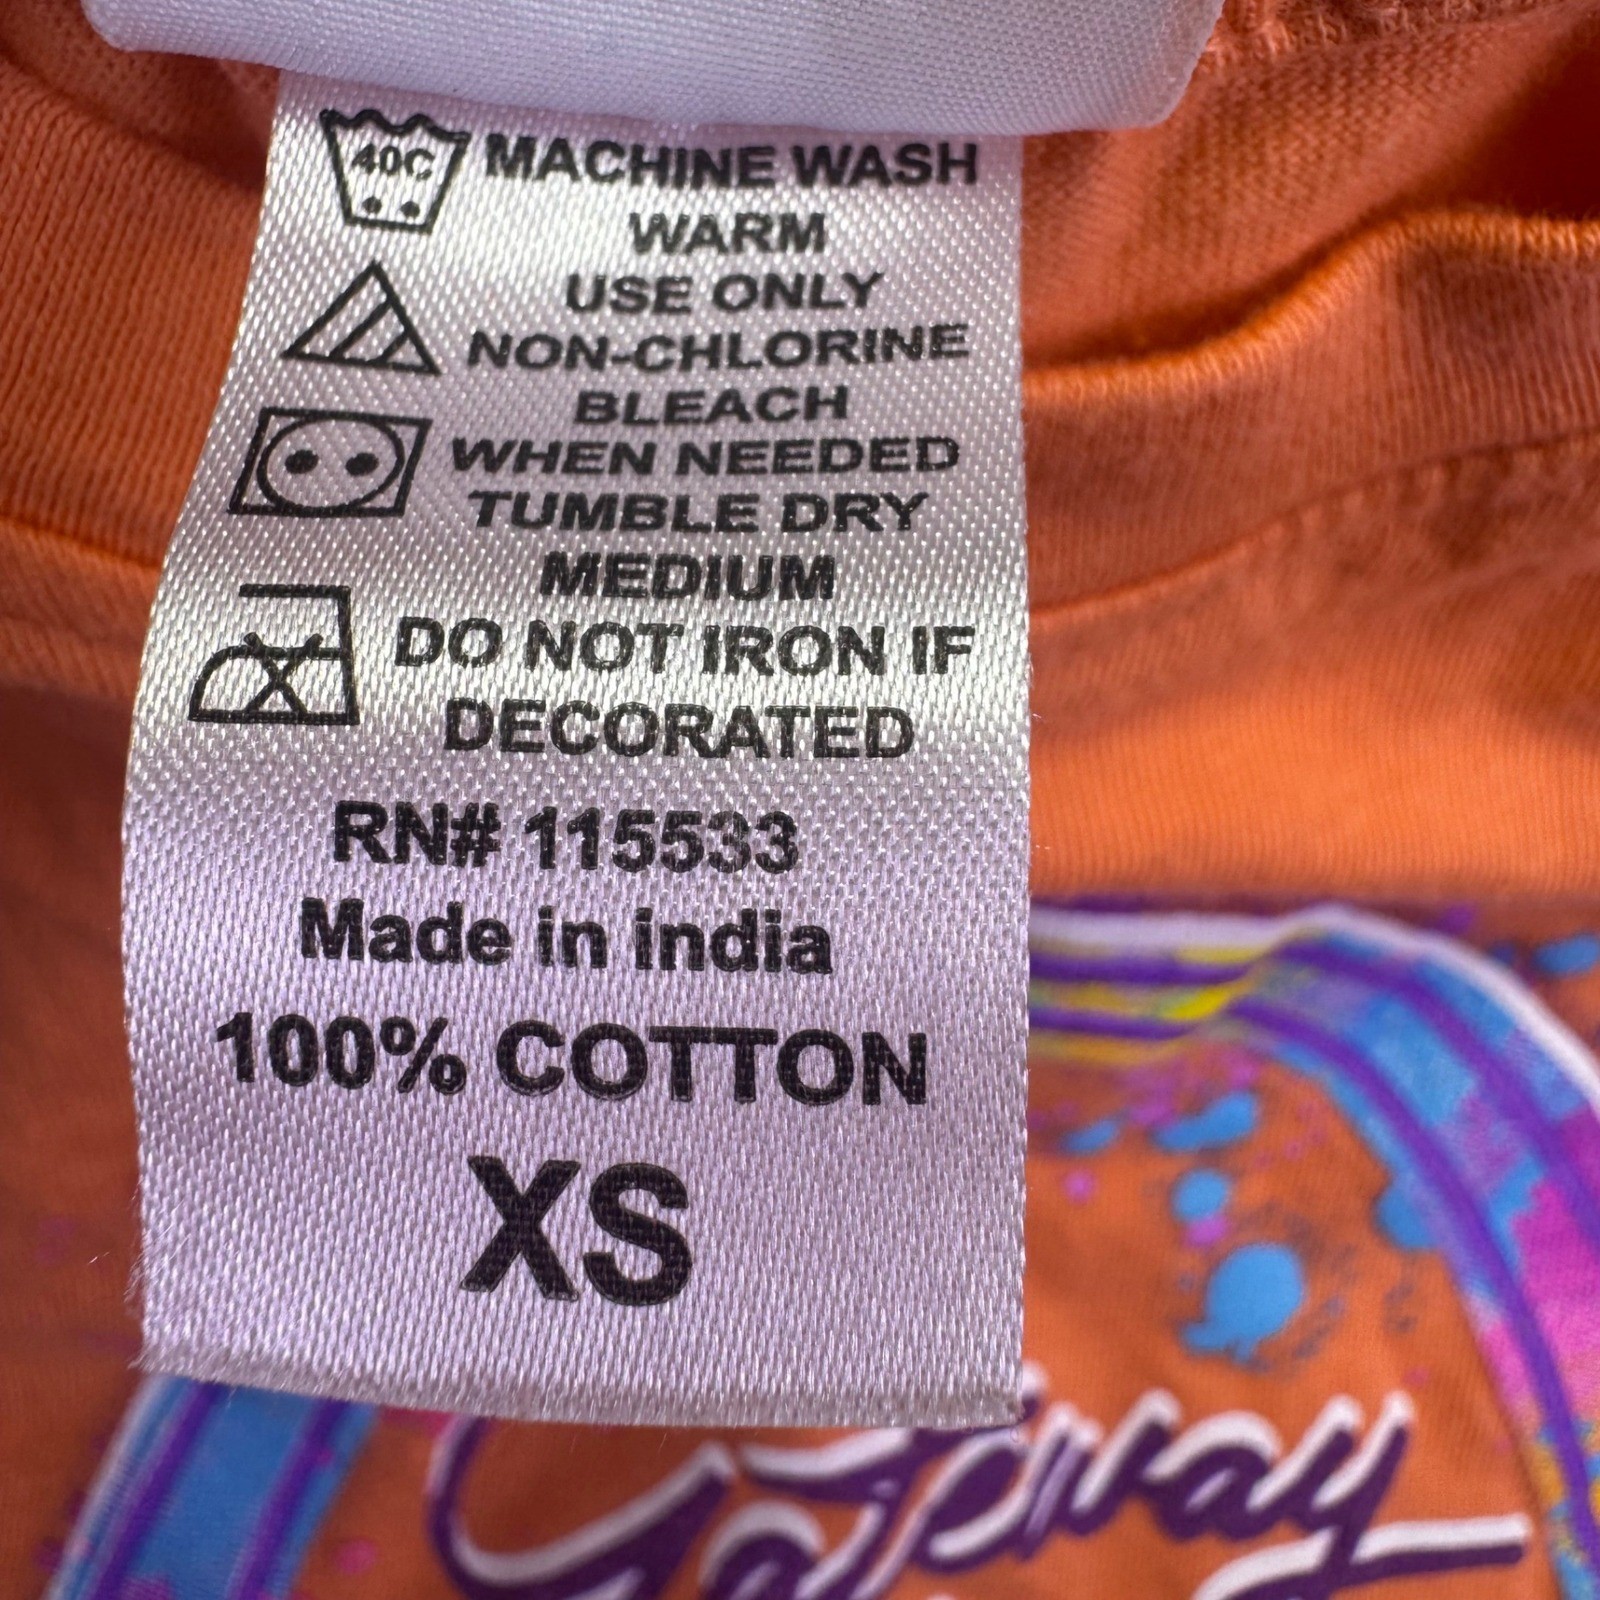 40C MACHINE WASH
WARM
USE ONLY
NON-CHLORINE
BLEACH
WHEN NEEDED
TUMBLE DRY
MEDIUM
DO NOT IRON IF
DECORATED
RN# 115533
Made in india
100% COTTON
XS
Gateway